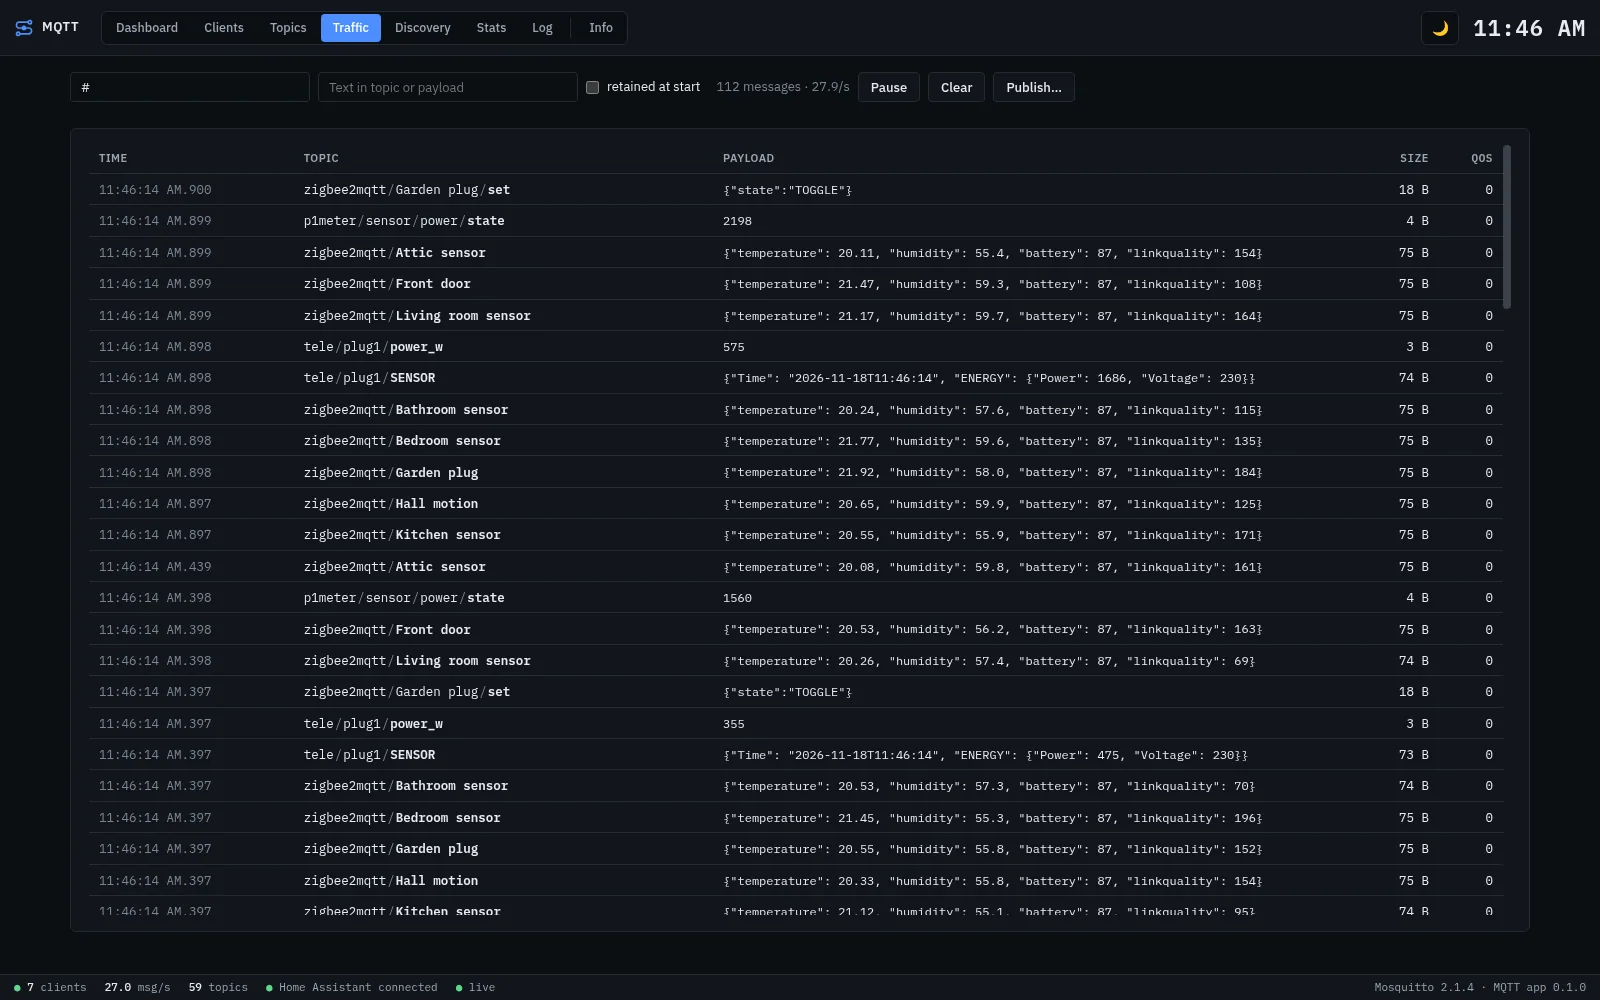 MQTT Dashboard Clients Topics Traffic Discovery Stats Log Info 11:46 AM
# Text in topic or payload retained at start 112 messages · 27.9/s Pause Clear Publish...
TIME TOPIC PAYLOAD SIZE QOS
11:46:14 AM.900 zigbee2mqtt/Garden plug/set {"state":"TOGGLE"} 18 B 0
11:46:14 AM.899 p1meter/sensor/power/state 2198 4 B 0
11:46:14 AM.899 zigbee2mqtt/Attic sensor {"temperature": 20.11, "humidity": 55.4, "battery": 87, "linkquality": 154} 75 B 0
11:46:14 AM.899 zigbee2mqtt/Front door {"temperature": 21.47, "humidity": 59.3, "battery": 87, "linkquality": 108} 75 B 0
11:46:14 AM.899 zigbee2mqtt/Living room sensor {"temperature": 21.17, "humidity": 59.7, "battery": 87, "linkquality": 164} 75 B 0
11:46:14 AM.898 tele/plug1/power_w 575 3 B 0
11:46:14 AM.898 tele/plug1/SENSOR {"Time": "2026-11-18T11:46:14", "ENERGY": {"Power": 1686, "Voltage": 230}} 74 B 0
11:46:14 AM.898 zigbee2mqtt/Bathroom sensor {"temperature": 20.24, "humidity": 57.6, "battery": 87, "linkquality": 115} 75 B 0
11:46:14 AM.898 zigbee2mqtt/Bedroom sensor {"temperature": 21.77, "humidity": 59.6, "battery": 87, "linkquality": 135} 75 B 0
11:46:14 AM.898 zigbee2mqtt/Garden plug {"temperature": 21.92, "humidity": 58.0, "battery": 87, "linkquality": 184} 75 B 0
11:46:14 AM.897 zigbee2mqtt/Hall motion {"temperature": 20.65, "humidity": 59.9, "battery": 87, "linkquality": 125} 75 B 0
11:46:14 AM.897 zigbee2mqtt/Kitchen sensor {"temperature": 20.55, "humidity": 55.9, "battery": 87, "linkquality": 171} 75 B 0
11:46:14 AM.439 zigbee2mqtt/Attic sensor {"temperature": 20.08, "humidity": 59.8, "battery": 87, "linkquality": 161} 75 B 0
11:46:14 AM.398 p1meter/sensor/power/state 1560 4 B 0
11:46:14 AM.398 zigbee2mqtt/Front door {"temperature": 20.53, "humidity": 56.2, "battery": 87, "linkquality": 163} 75 B 0
11:46:14 AM.398 zigbee2mqtt/Living room sensor {"temperature": 20.26, "humidity": 57.4, "battery": 87, "linkquality": 69} 74 B 0
11:46:14 AM.397 zigbee2mqtt/Garden plug/set {"state":"TOGGLE"} 18 B 0
11:46:14 AM.397 tele/plug1/power_w 355 3 B 0
11:46:14 AM.397 tele/plug1/SENSOR {"Time": "2026-11-18T11:46:14", "ENERGY": {"Power": 475, "Voltage": 230}} 73 B 0
11:46:14 AM.397 zigbee2mqtt/Bathroom sensor {"temperature": 20.53, "humidity": 57.3, "battery": 87, "linkquality": 70} 74 B 0
11:46:14 AM.397 zigbee2mqtt/Bedroom sensor {"temperature": 21.45, "humidity": 55.3, "battery": 87, "linkquality": 196} 75 B 0
11:46:14 AM.397 zigbee2mqtt/Garden plug {"temperature": 20.55, "humidity": 55.8, "battery": 87, "linkquality": 152} 75 B 0
11:46:14 AM.397 zigbee2mqtt/Hall motion {"temperature": 20.33, "humidity": 55.8, "battery": 87, "linkquality": 154} 75 B 0
11:46:14 AM.397 zigbee2mqtt/Kitchen sensor {"temperature": 21.12, "humidity": 55.1, "battery": 87, "linkquality": 95} 74 B 0
7 clients 27.0 msg/s 59 topics Home Assistant connected live Mosquitto 2.1.4 · MQTT app 0.1.0